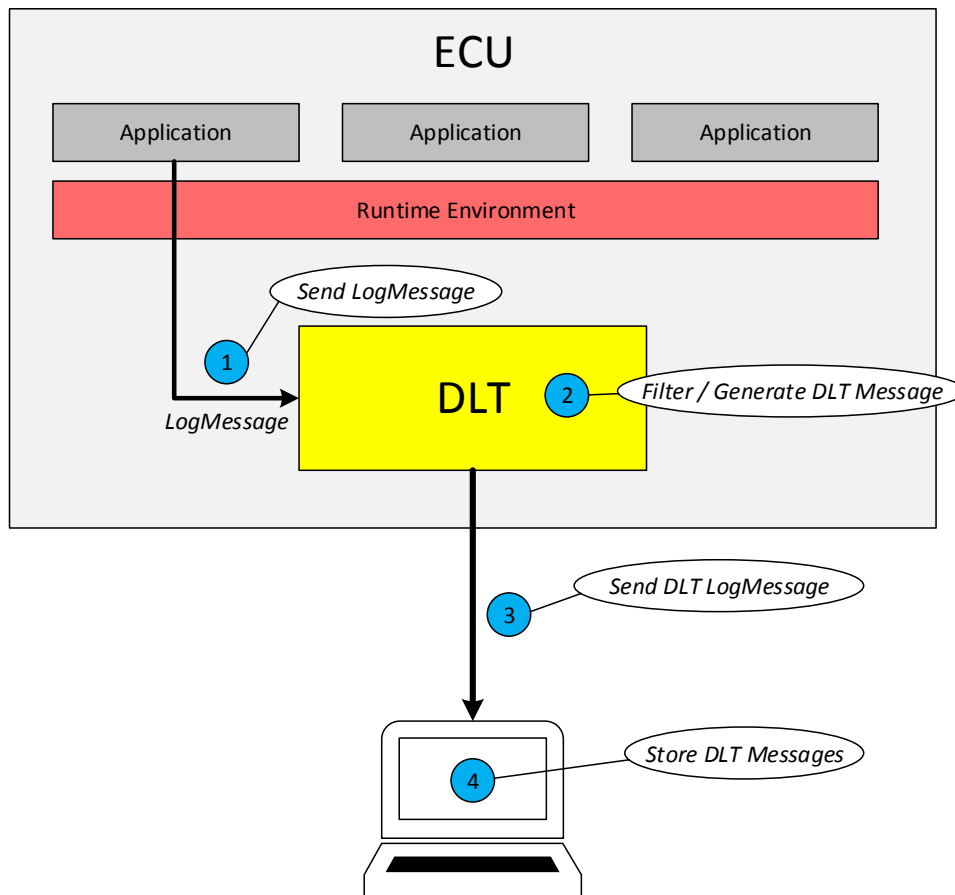 ECU
Application
Application
Application
Runtime Environment
Send LogMessage
1
LogMessage
DLT
2
Filter / Generate DLT Message
Send DLT LogMessage
3
Store DLT Messages
4